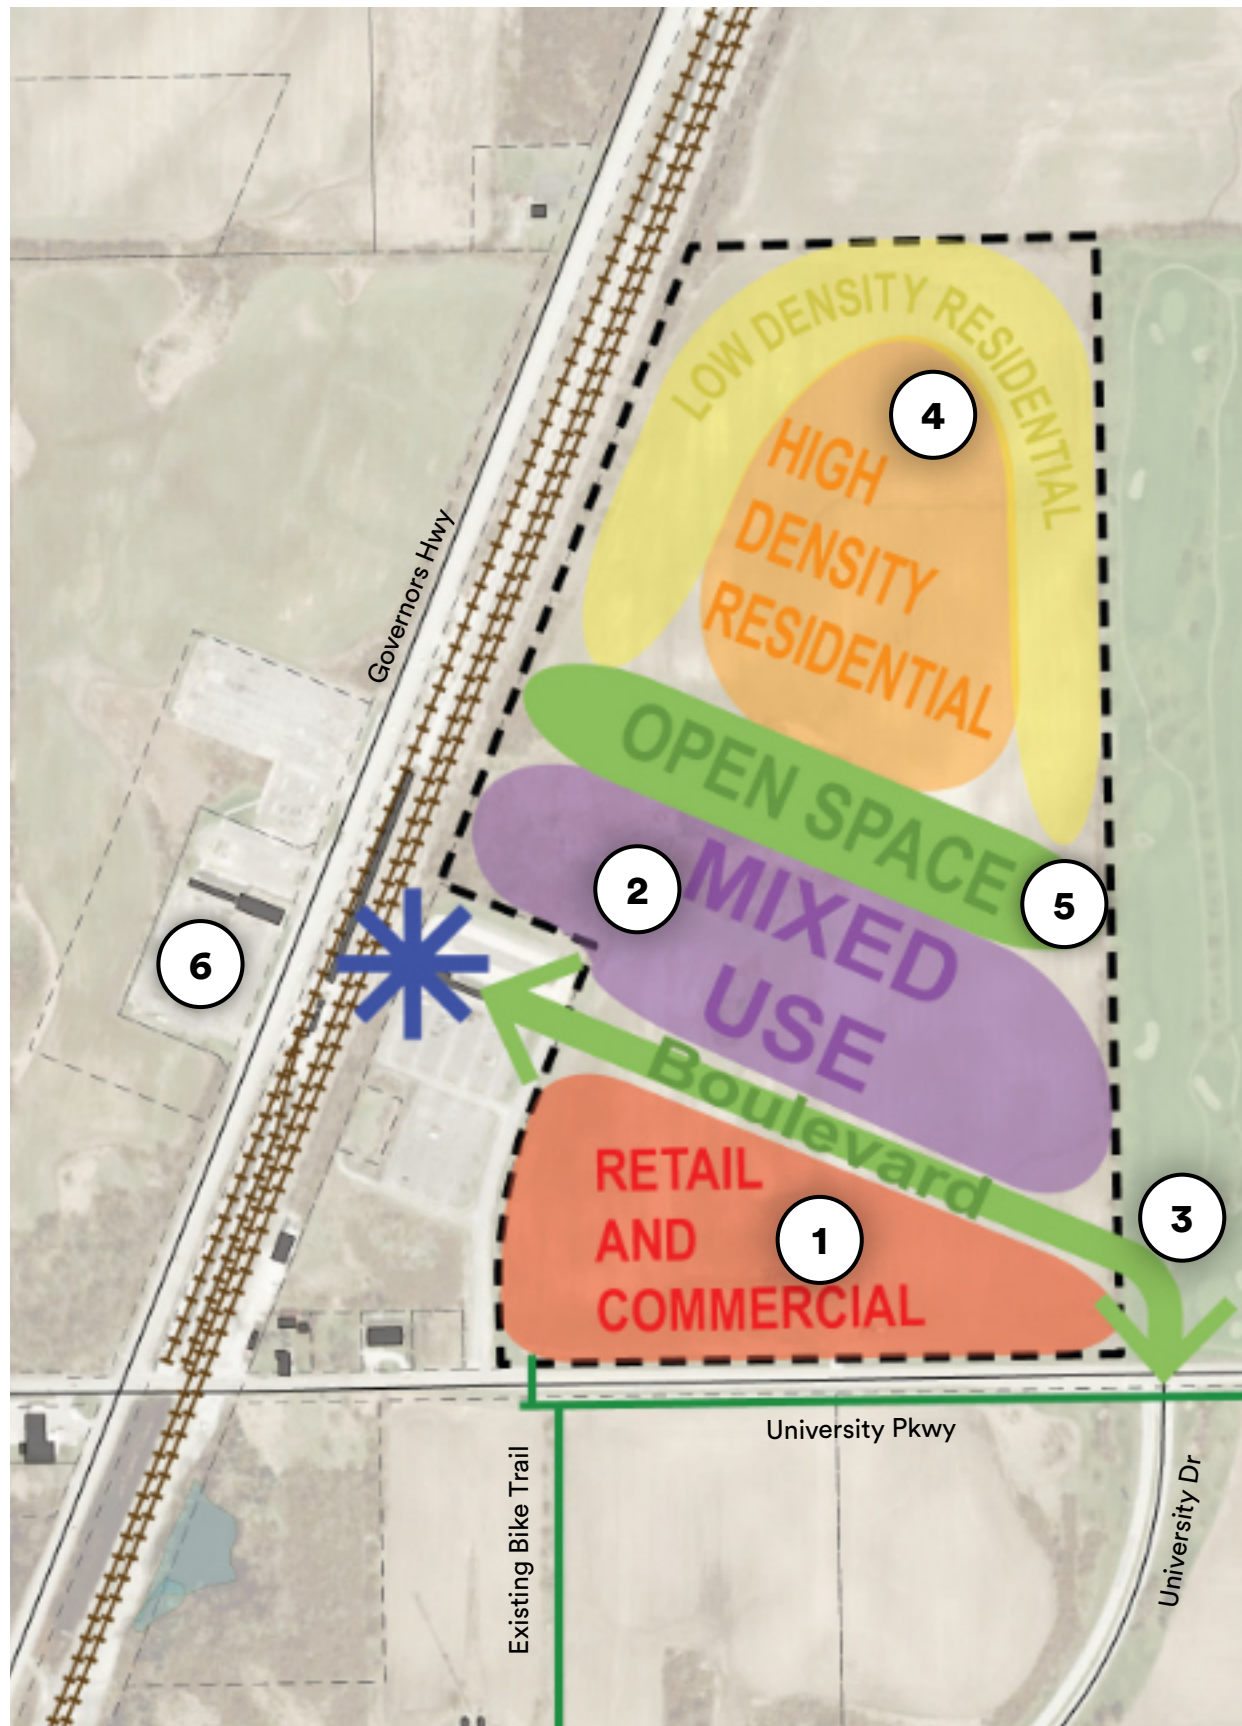 LOW DENSITY RESIDENTIAL
4
HIGH
DENSITY
RESIDENTIAL
Governors Hwy
OPEN SPACE
5
2
MIXED
USE
6
Boulevard
3
RETAIL
AND
1
COMMERCIAL
University Pkwy
Existing Bike Trail
University Dr